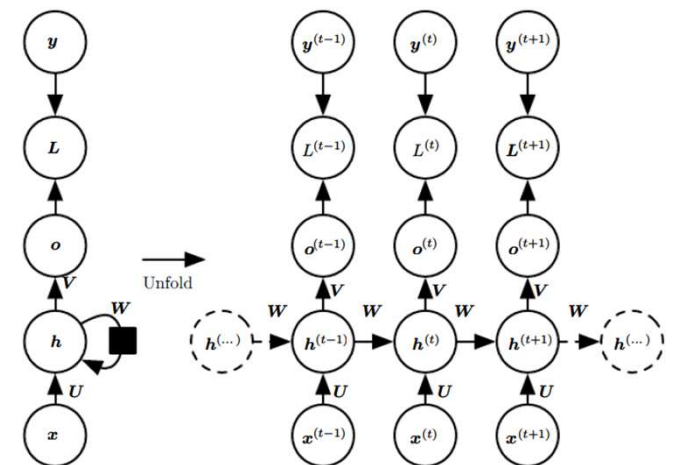 y y^(t−1) y^(t) y^(t+1)
L L^(t−1) L^(t) L^(t+1)
o o^(t−1) o^(t) o^(t+1)
Unfold
V V V V
W W W W W
h h^(...) h^(t−1) h^(t) h^(t+1) h^(...)
U U U U
x x^(t−1) x^(t) x^(t+1)